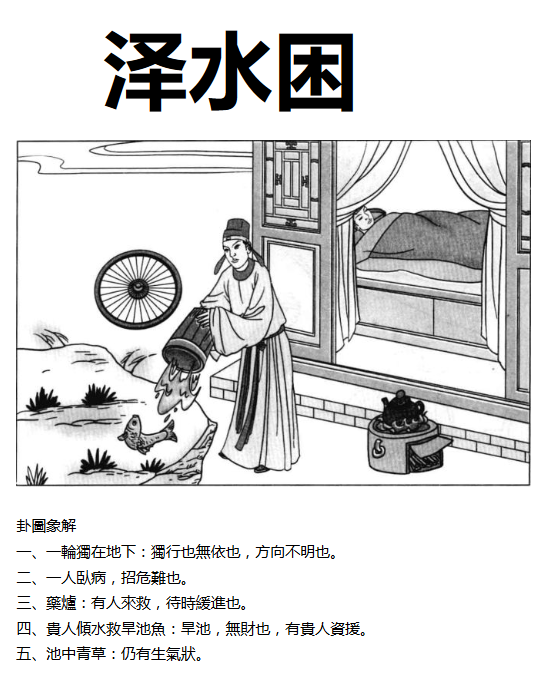 泽水困
卦圖象解
一、一輪獨在地下：獨行也無依也，方向不明也。
二、一人臥病，招危難也。
三、藥爐：有人來救，待時緩進也。
四、貴人傾水救旱池魚：旱池，無財也，有貴人資援。
五、池中青草：仍有生氣狀。